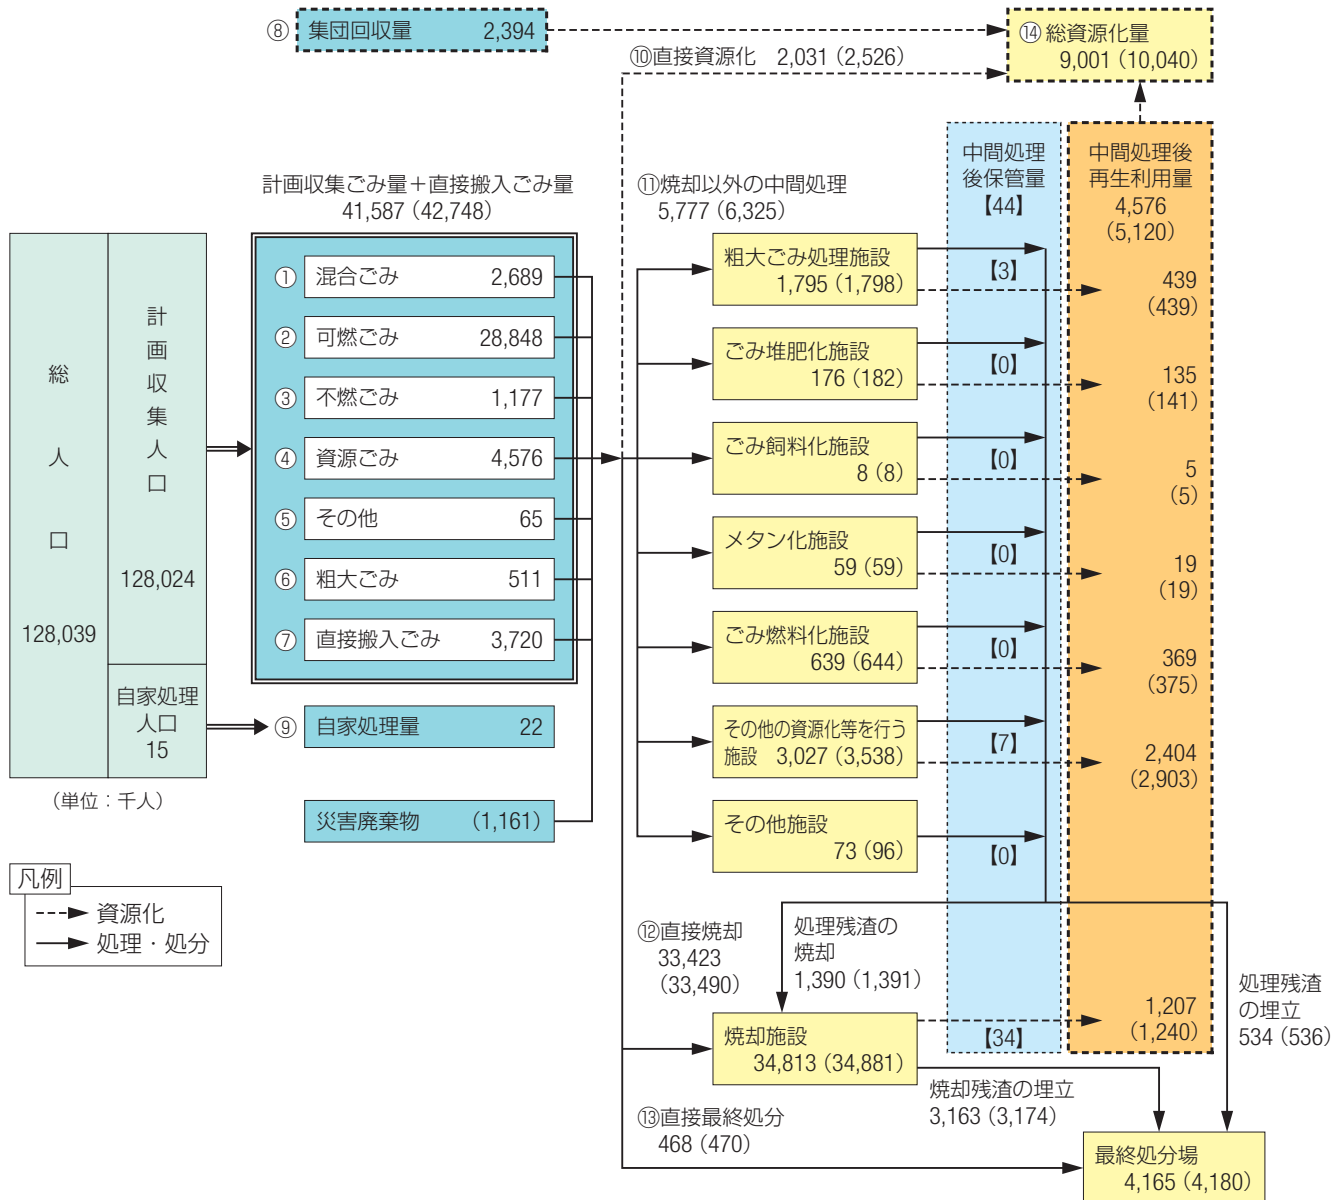 ⑧ 集団回収量 2,394
⑭ 総資源化量
9,001 (10,040)
⑩直接資源化 2,031 (2,526)
計画収集ごみ量＋直接搬入ごみ量
41,587 (42,748)
⑪焼却以外の中間処理
5,777 (6,325)
中間処理
後保管量
【44】
中間処理後
再生利用量
4,576
(5,120)
総人口
128,039
計画収集人口
128,024
自家処理
人口
15
(単位：千人)
① 混合ごみ 2,689
② 可燃ごみ 28,848
③ 不燃ごみ 1,177
④ 資源ごみ 4,576
⑤ その他 65
⑥ 粗大ごみ 511
⑦ 直接搬入ごみ 3,720
⑨ 自家処理量 22
災害廃棄物 (1,161)
粗大ごみ処理施設
1,795 (1,798)
【3】
439
(439)
ごみ堆肥化施設
176 (182)
【0】
135
(141)
ごみ飼料化施設
8 (8)
【0】
5
(5)
メタン化施設
59 (59)
【0】
19
(19)
ごみ燃料化施設
639 (644)
【0】
369
(375)
その他の資源化等を行う
施設 3,027 (3,538)
【7】
2,404
(2,903)
その他施設
73 (96)
【0】
凡例
資源化
処理・処分
⑫直接焼却
33,423
(33,490)
処理残渣の
焼却
1,390 (1,391)
焼却施設
34,813 (34,881)
【34】
1,207
(1,240)
処理残渣
の埋立
534 (536)
焼却残渣の埋立
3,163 (3,174)
⑬直接最終処分
468 (470)
最終処分場
4,165 (4,180)